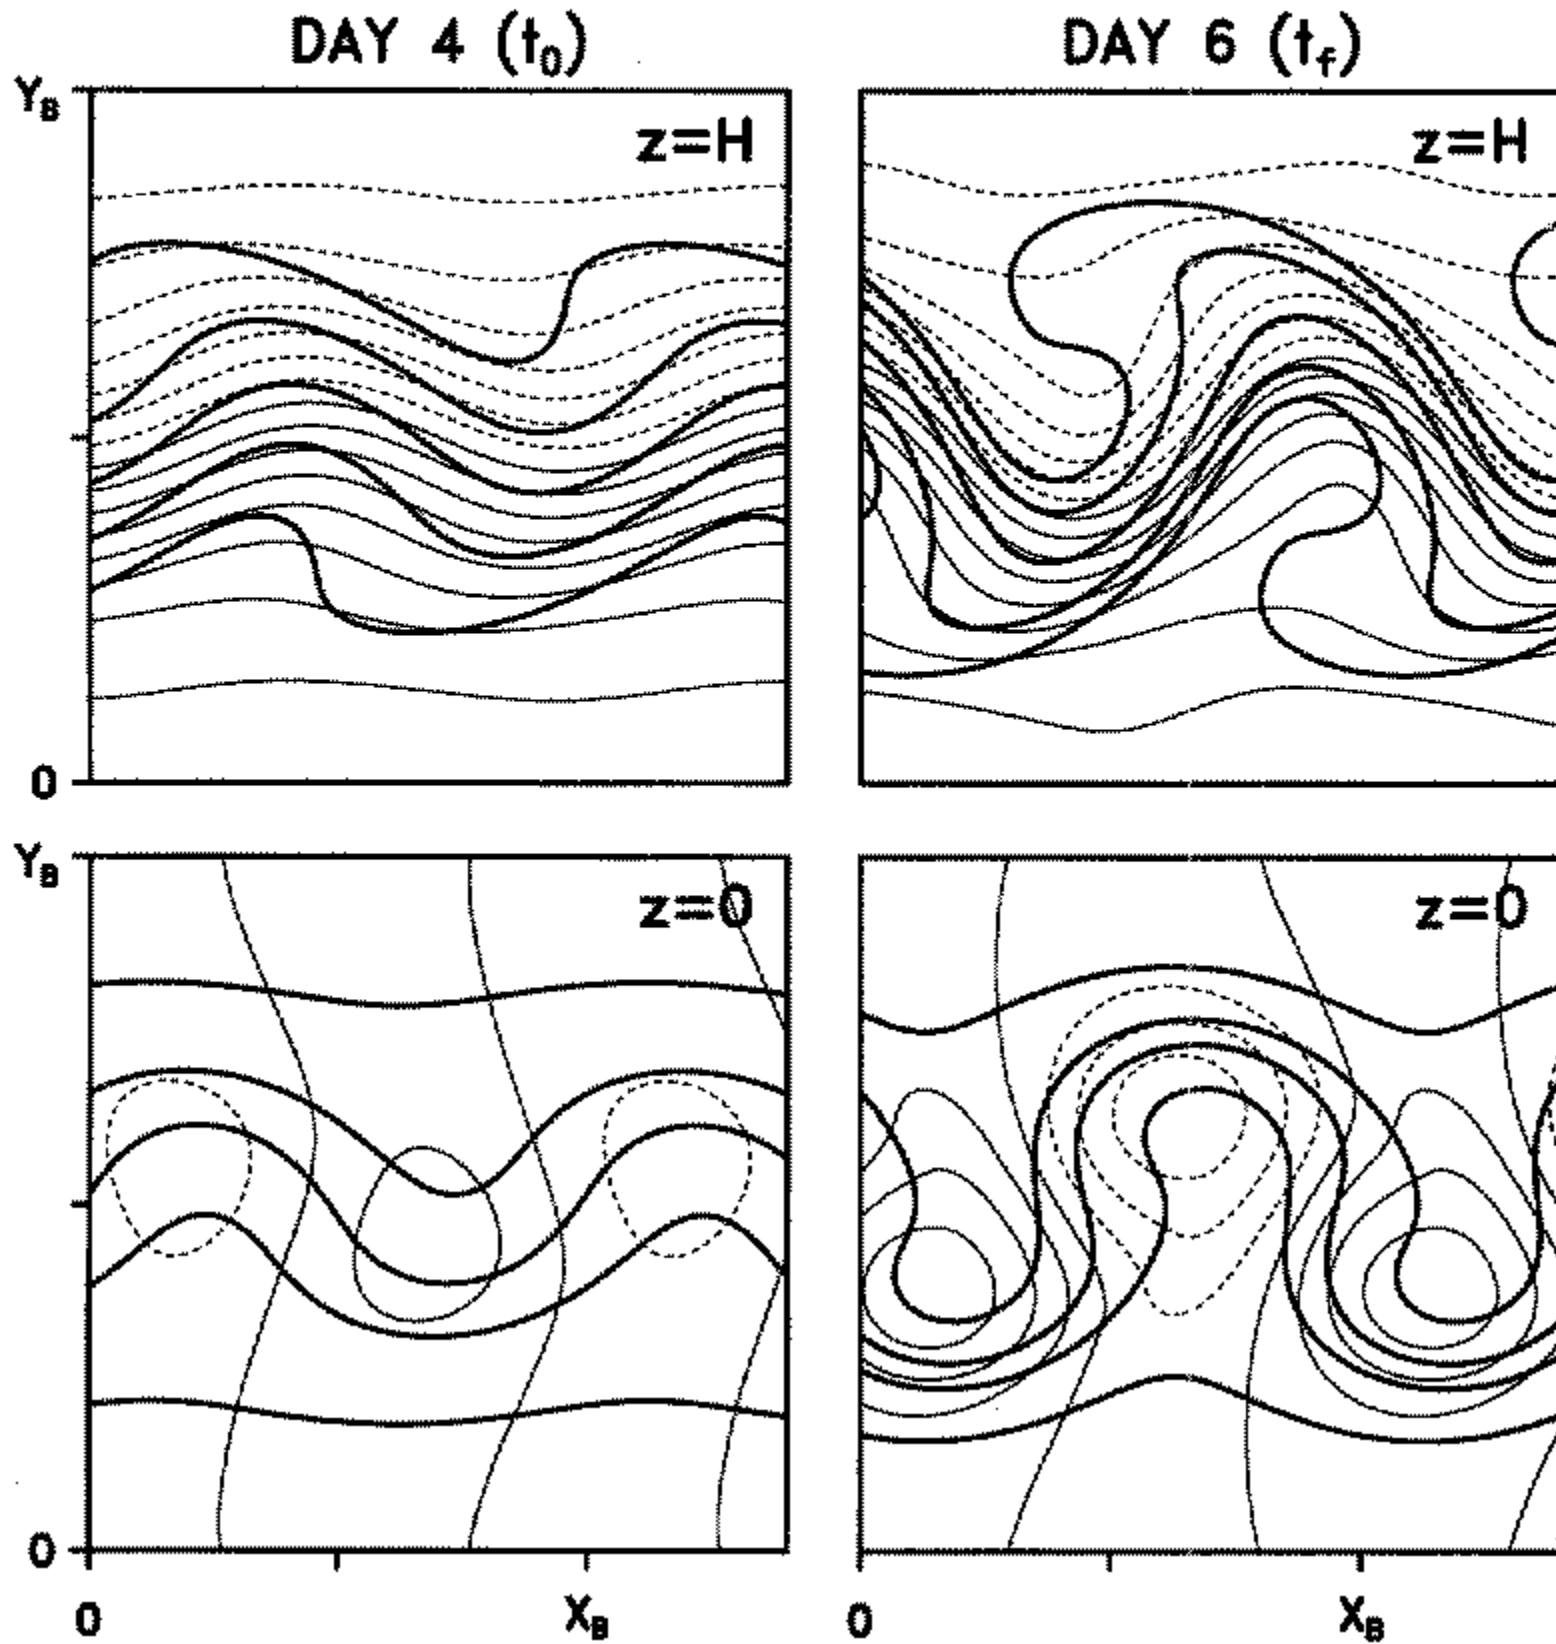 DAY 4 (t₀) DAY 6 (t_f)
Y_B z=H z=H
0
Y_B z=0 z=0
0
0 X_B 0 X_B